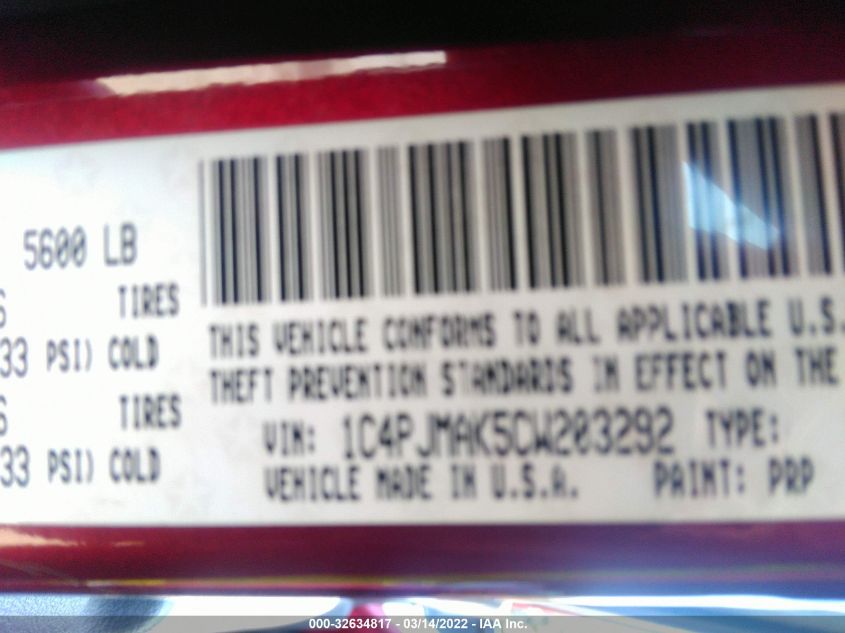 5600 LB
TIRES
33 PSI) COLD
TIRES
33 PSI) COLD
THIS VEHICLE CONFORMS TO ALL APPLICABLE U.S.
THEFT PREVENTION STANDARDS IN EFFECT ON THE
VIN: 1C4PJMAK5CW203292 TYPE:
VEHICLE MADE IN U.S.A. PAINT: PRP
000-32634817 - 03/14/2022 - IAA Inc.